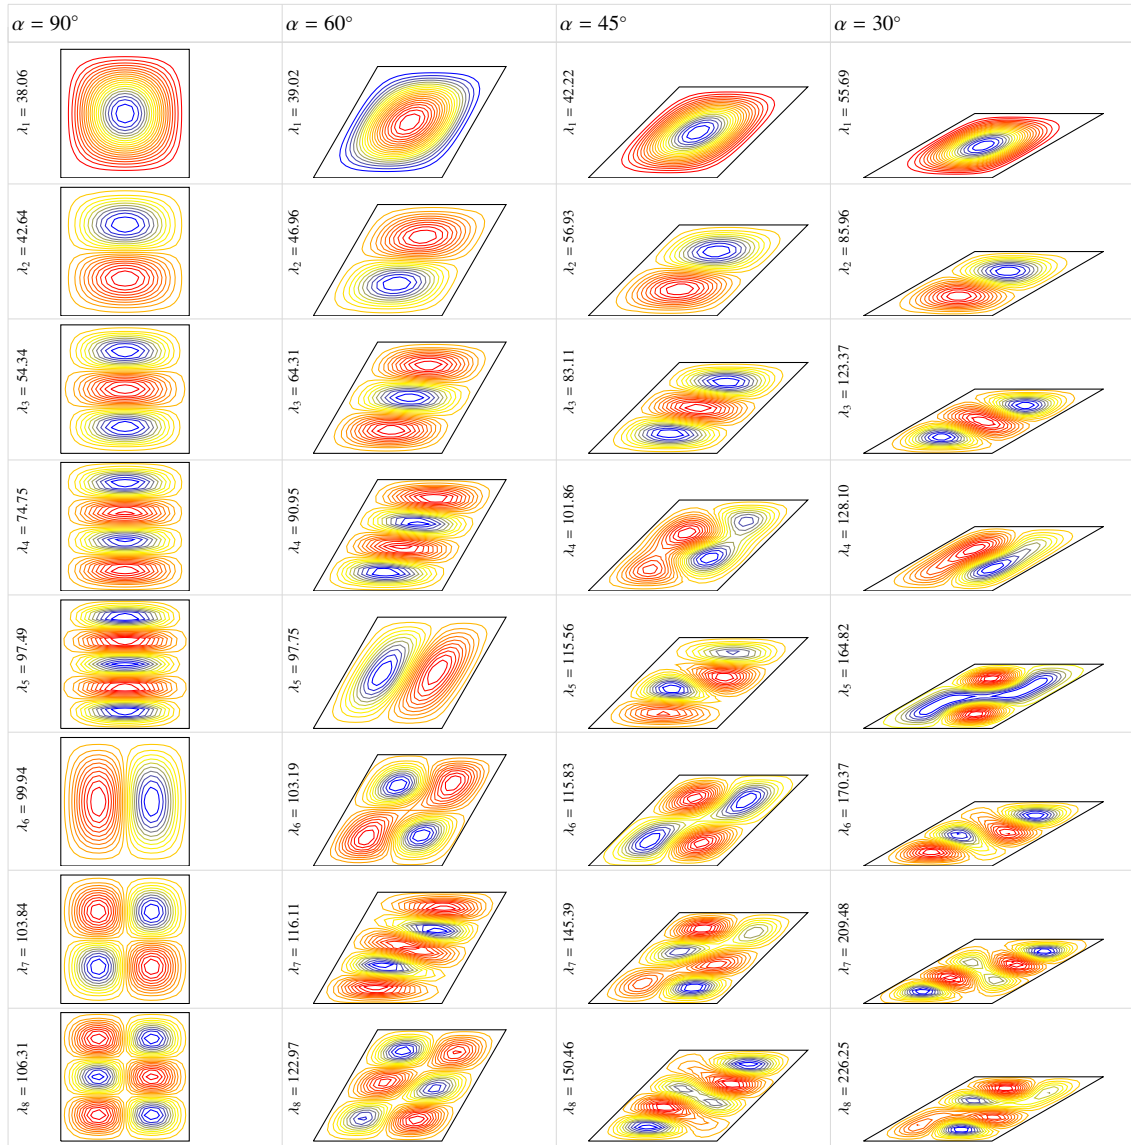 α = 90° α = 60° α = 45° α = 30°
λ1 = 38.06 λ1 = 39.02 λ1 = 42.22 λ1 = 55.69
λ2 = 42.64 λ2 = 46.96 λ2 = 56.93 λ2 = 85.96
λ3 = 54.34 λ3 = 64.31 λ3 = 83.11 λ3 = 123.37
λ4 = 74.75 λ4 = 90.95 λ4 = 101.86 λ4 = 128.10
λ5 = 97.49 λ5 = 97.75 λ5 = 115.56 λ5 = 164.82
λ6 = 99.94 λ6 = 103.19 λ6 = 115.83 λ6 = 170.37
λ7 = 103.84 λ7 = 116.11 λ7 = 145.39 λ7 = 209.48
λ8 = 106.31 λ8 = 122.97 λ8 = 150.46 λ8 = 226.25